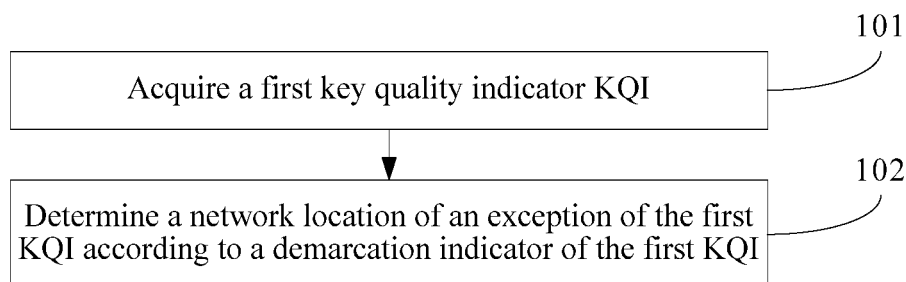 101
Acquire a first key quality indicator KQI
102
Determine a network location of an exception of the first
KQI according to a demarcation indicator of the first KQI